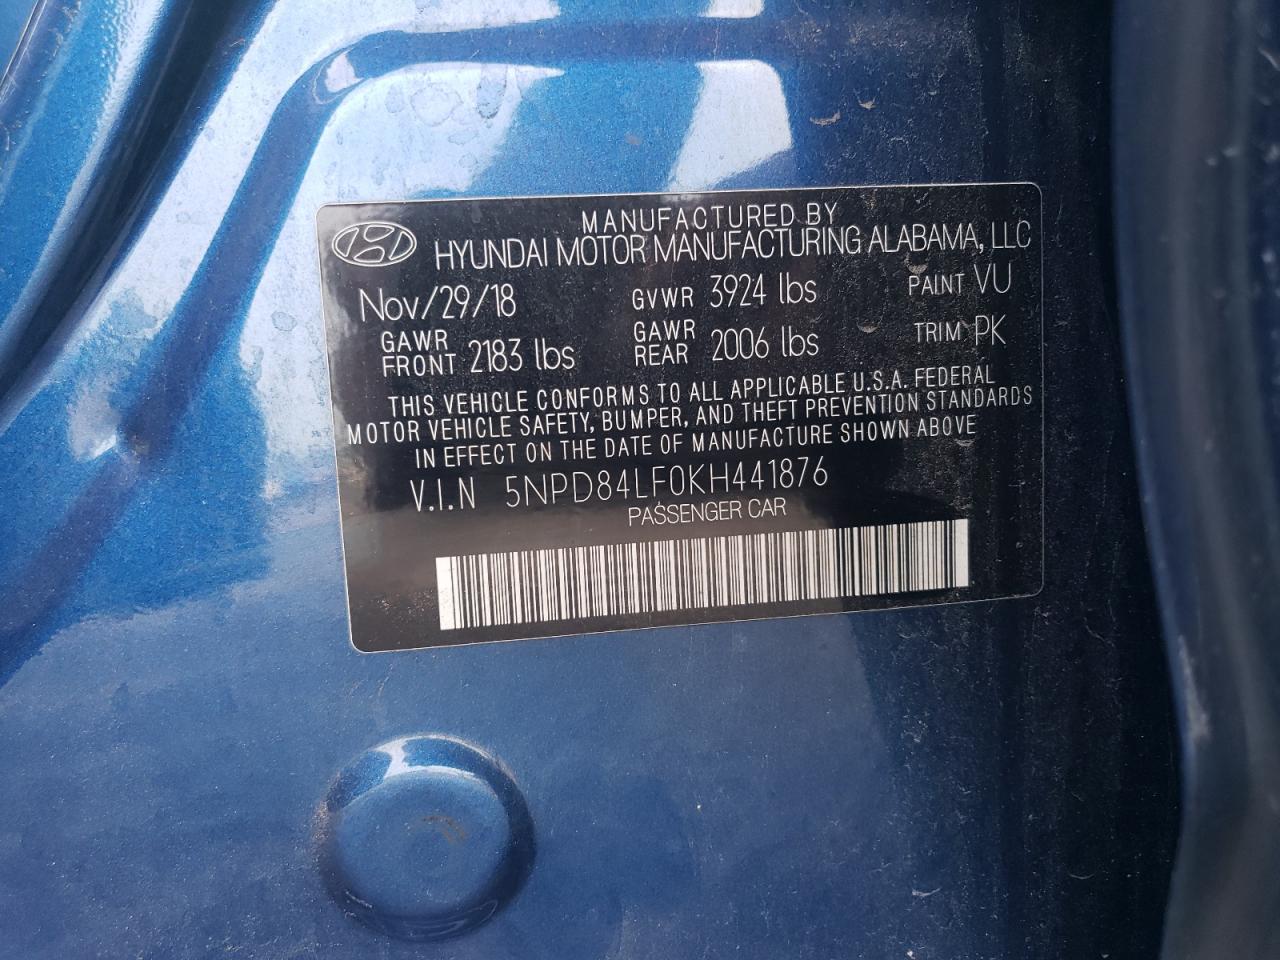 MANUFACTURED BY
HYUNDAI MOTOR MANUFACTURING ALABAMA, LLC
Nov/29/18 GVWR 3924 lbs PAINT VU
GAWR FRONT 2183 lbs GAWR REAR 2006 lbs TRIM PK
THIS VEHICLE CONFORMS TO ALL APPLICABLE U.S.A. FEDERAL
MOTOR VEHICLE SAFETY, BUMPER, AND THEFT PREVENTION STANDARDS
IN EFFECT ON THE DATE OF MANUFACTURE SHOWN ABOVE
V.I.N 5NPD84LF0KH441876
PASSENGER CAR